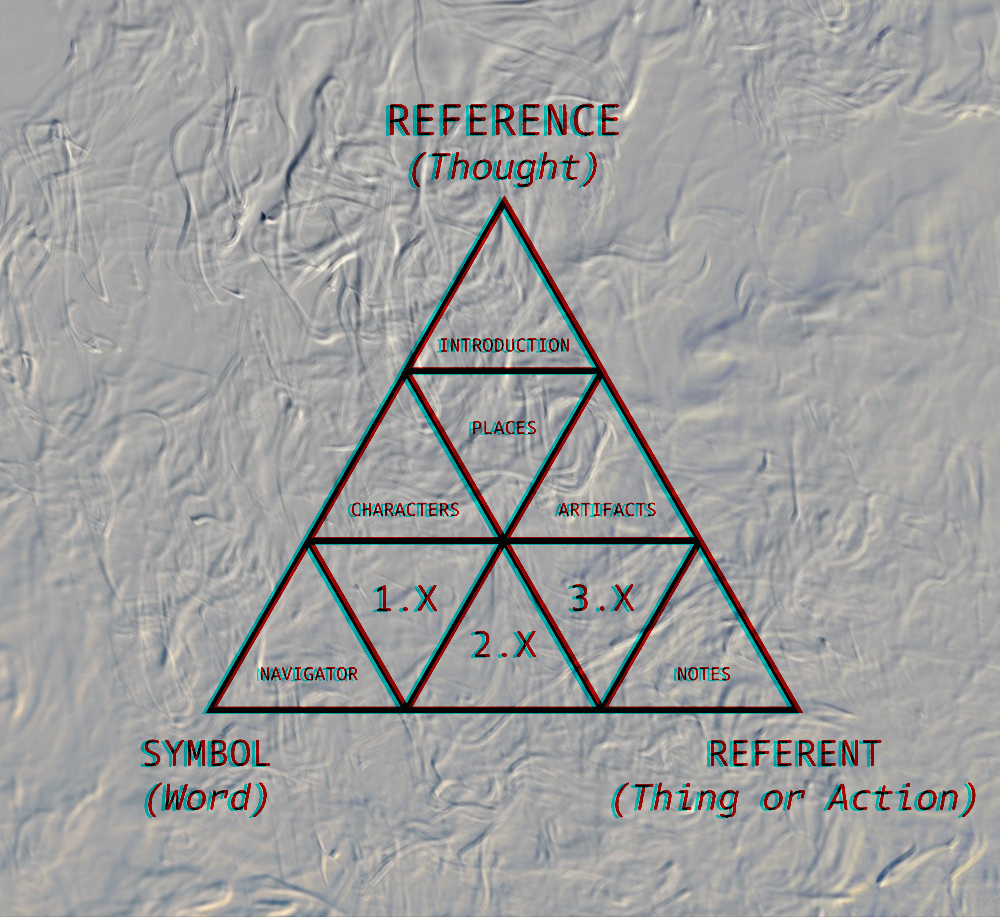 REFERENCE
(Thought)
INTRODUCTION
PLACES
CHARACTERS
ARTIFACTS
1.X
3.X
2.X
NAVIGATOR
NOTES
SYMBOL
(Word)
REFERENT
(Thing or Action)